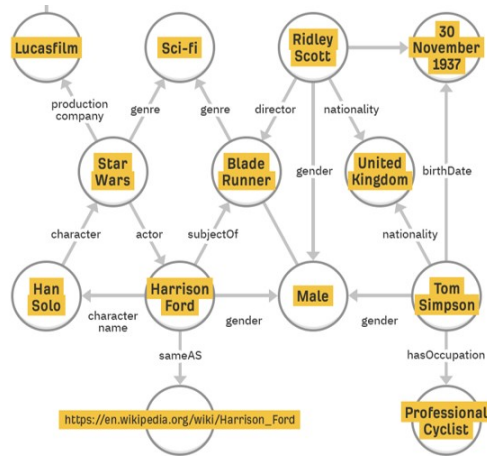 Lucasfilm
Sci-fi
Ridley
Scott
30
November
1937
production
company
genre
genre
director
nationality
Star
Wars
Blade
Runner
gender
United
Kingdom
birthDate
character
actor
subjectOf
nationality
Han
Solo
Harrison
Ford
Male
Tom
Simpson
character
name
gender
gender
sameAS
hasOccupation
https://en.wikipedia.org/wiki/Harrison_Ford
Professional
Cyclist